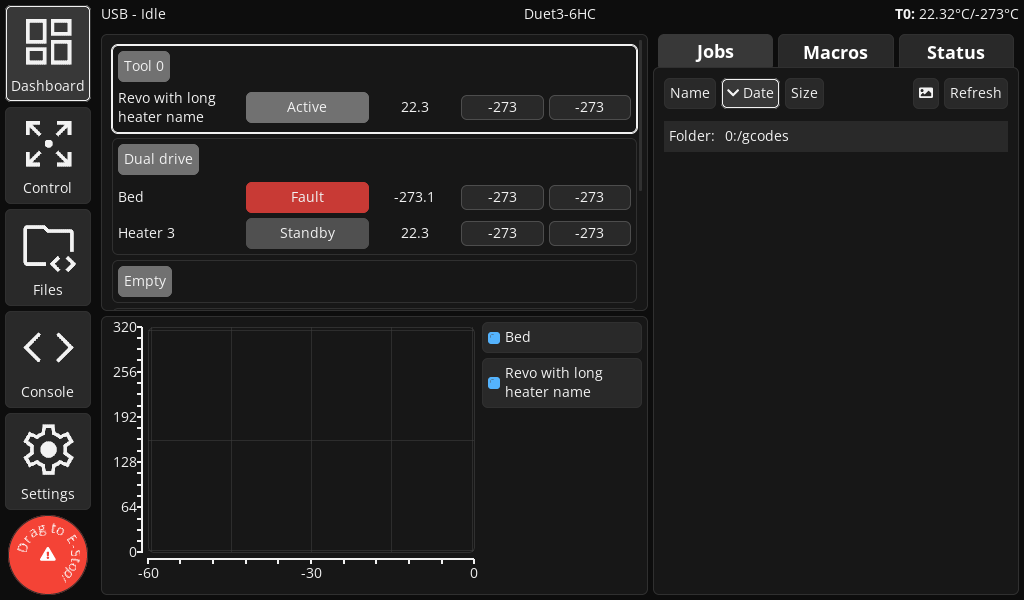 USB - Idle
Duet3-6HC
T0: 22.32°C/-273°C
Dashboard
Control
Files
Console
Settings
Drag to E-Stop!
Tool 0
Revo with long
heater name
Active
22.3
-273
-273
Dual drive
Bed
Fault
-273.1
-273
-273
Heater 3
Standby
22.3
-273
-273
Empty
320
256
192
128
64
0
-60
-30
0
Bed
Revo with long
heater name
Jobs
Macros
Status
Name
Date
Size
Refresh
Folder: 0:/gcodes